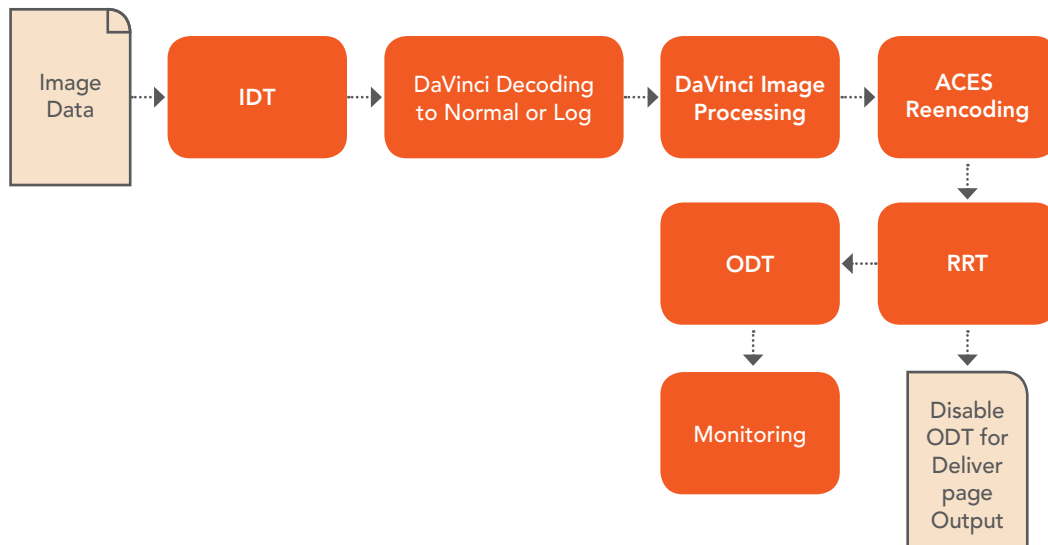 Image
Data
IDT
DaVinci Decoding
to Normal or Log
DaVinci Image
Processing
ACES
Reencoding
ODT
RRT
Monitoring
Disable
ODT for
Deliver
page
Output